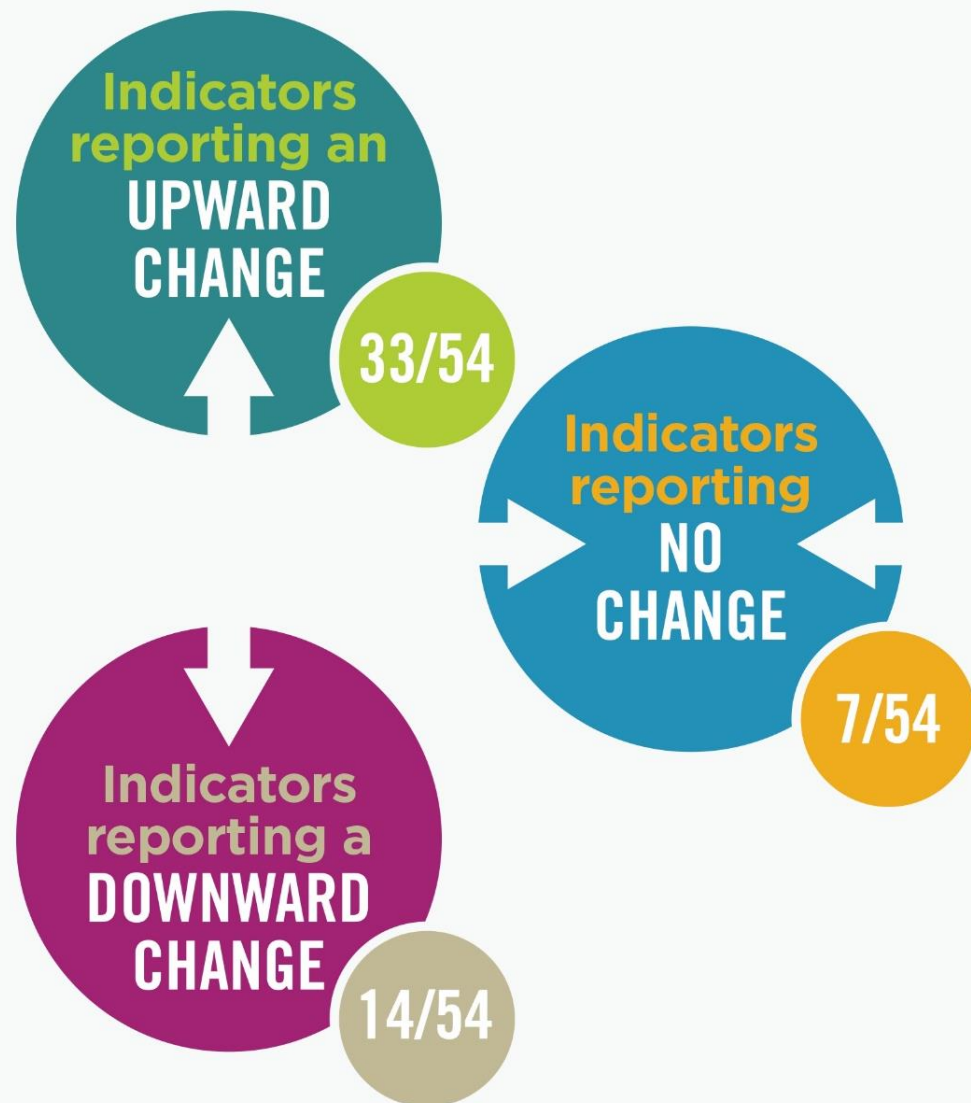 Indicators
reporting an
UPWARD
CHANGE
33/54
Indicators
reporting
NO
CHANGE
7/54
Indicators
reporting a
DOWNWARD
CHANGE
14/54